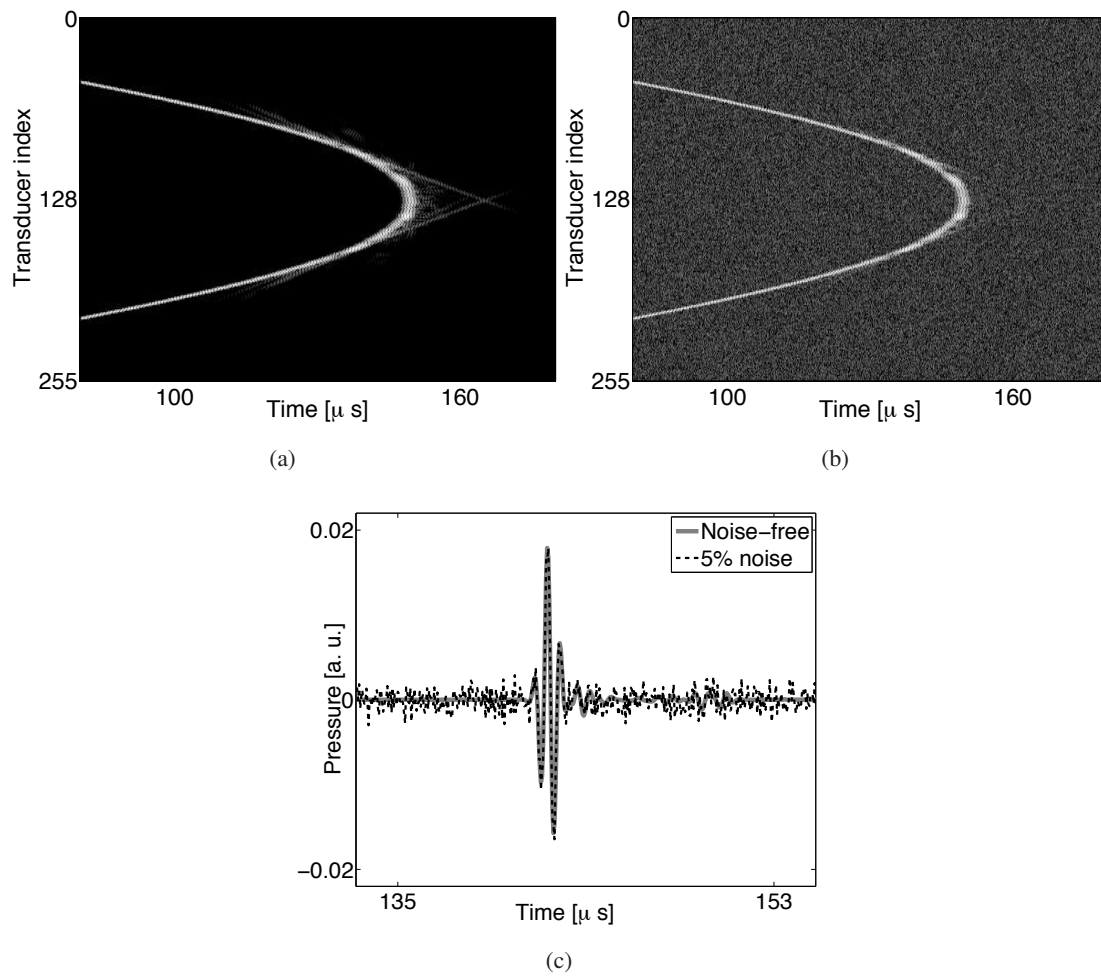 0
128
255
Transducer index
100
160
Time [μ s]
(a)
0
128
255
Transducer index
100
160
Time [μ s]
(b)
0.02
0
−0.02
Pressure [a. u.]
Noise−free
5% noise
135
153
Time [μ s]
(c)